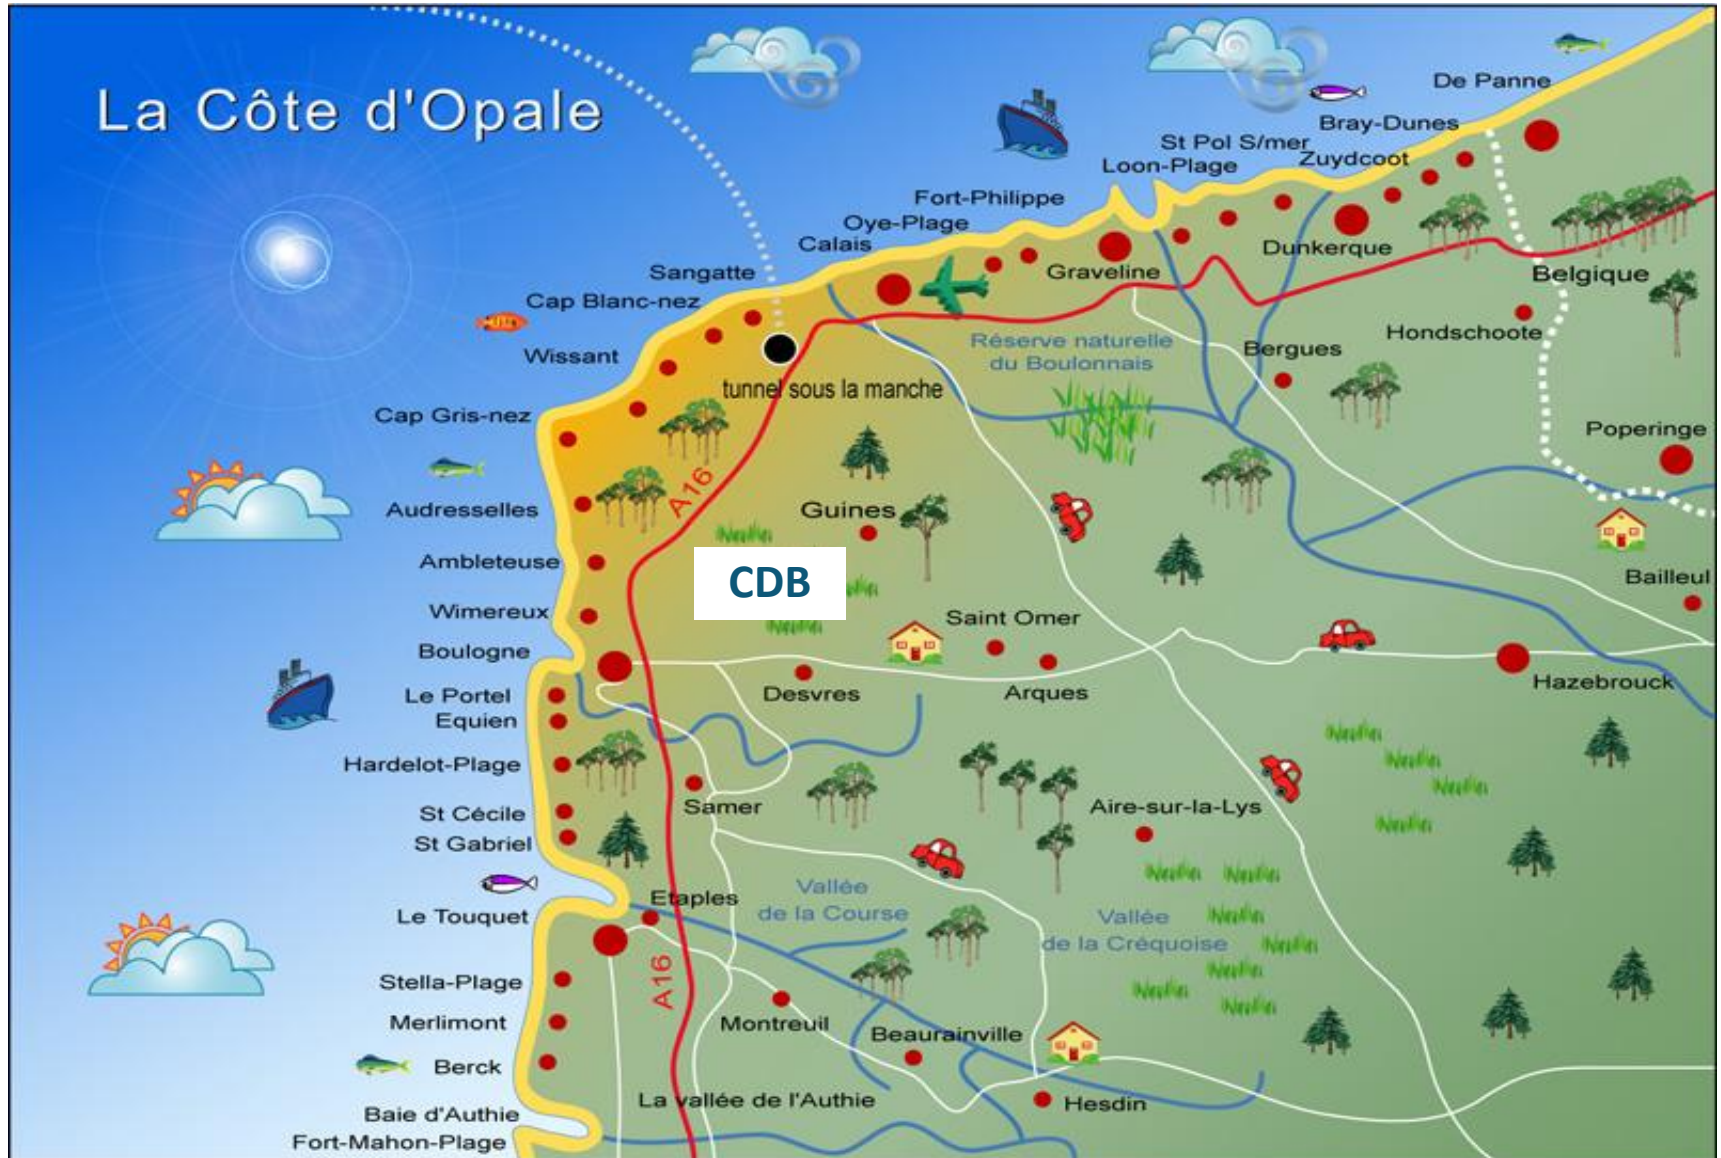 La Côte d'Opale
De Panne
Bray-Dunes
St Pol S/mer
Zuydcoot
Loon-Plage
Fort-Philippe
Oye-Plage
Calais
Dunkerque
Sangatte
Graveline
Belgique
Cap Blanc-nez
Hondschoote
Réserve naturelle
du Boulonnais
Bergues
Wissant
tunnel sous la manche
Cap Gris-nez
Poperinge
A16
Audresselles
Guines
Ambleteuse
CDB
Bailleul
Wimereux
Saint Omer
Boulogne
Hazebrouck
Le Portel
Desvres
Arques
Equien
Hardelot-Plage
Samer
Aire-sur-la-Lys
St Cécile
St Gabriel
Etaples
Vallée
de la Course
Le Touquet
Vallée
de la Créquoise
Stella-Plage
A16
Merlimont
Montreuil
Beaurainville
Berck
La vallée de l'Authie
Hesdin
Baie d'Authie
Fort-Mahon-Plage